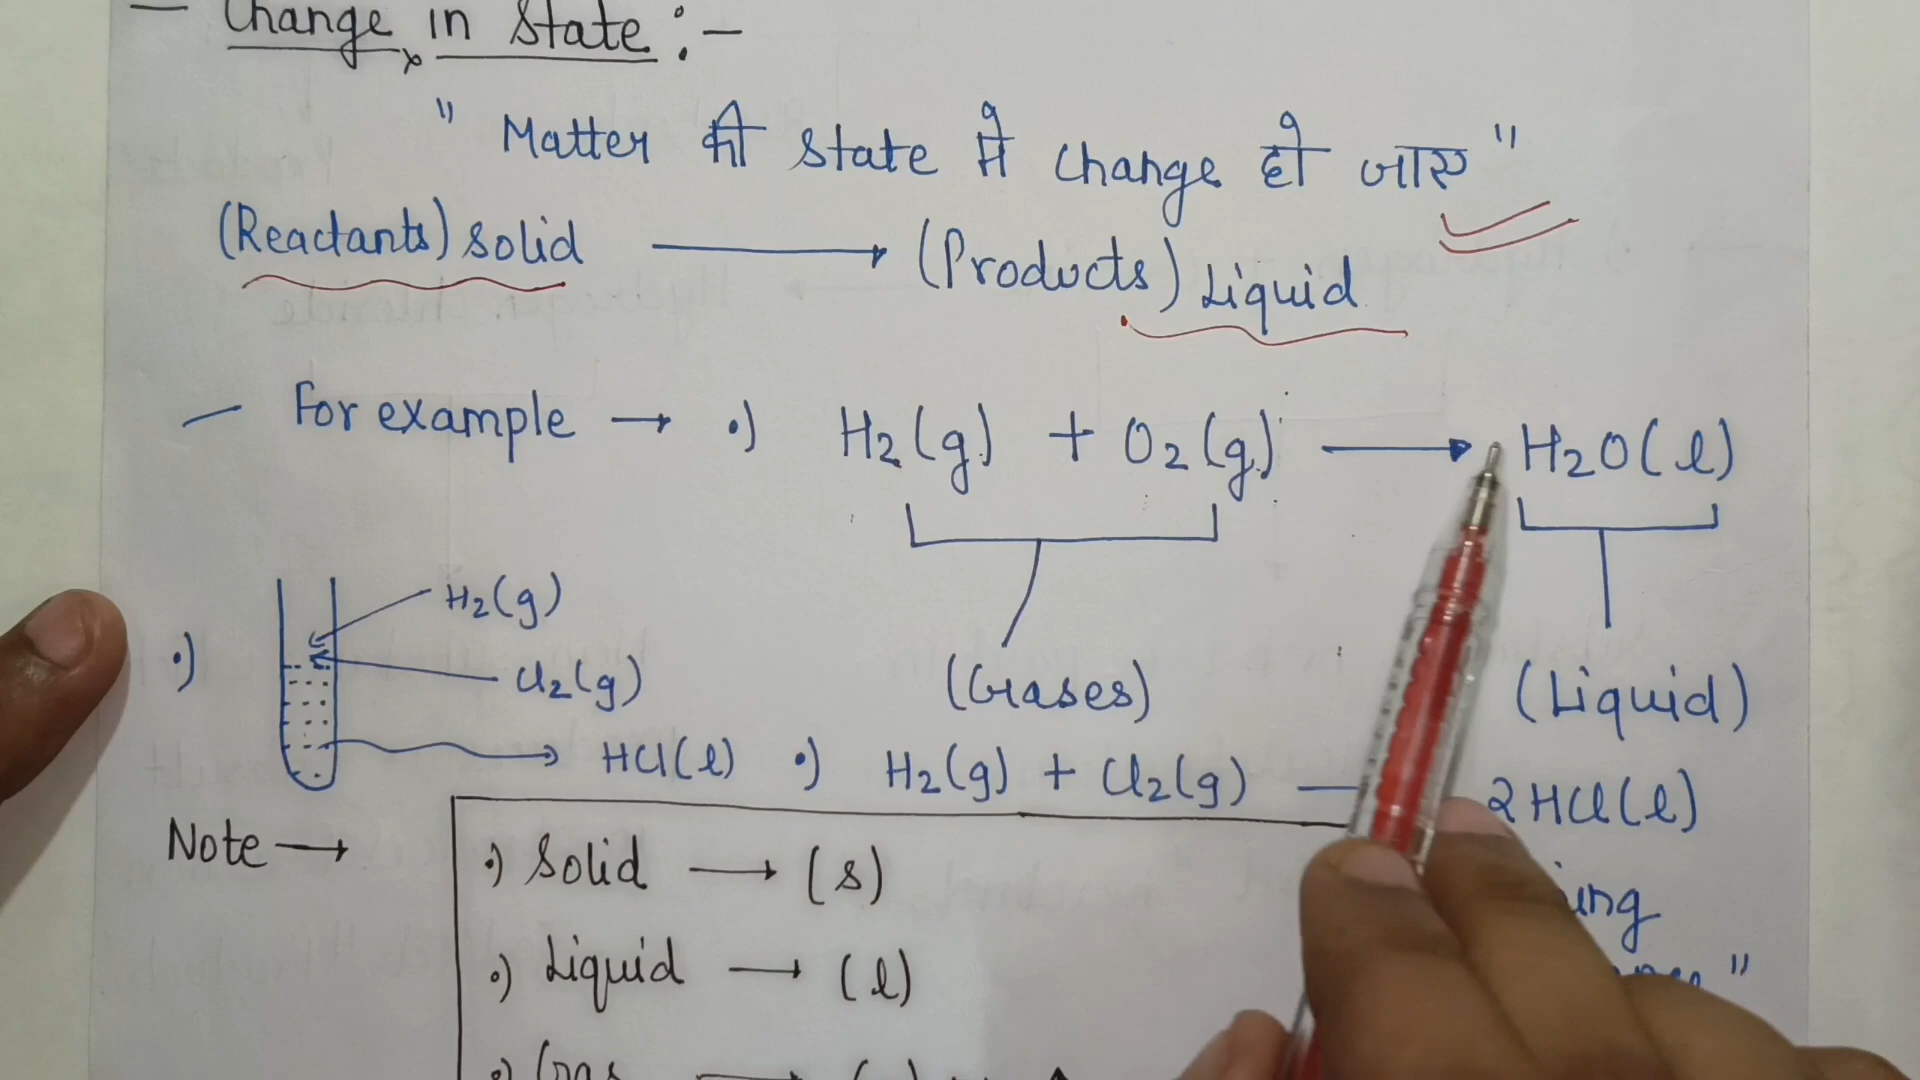 — Change in State :-
" Matter की state में change हो जाए "
(Reactants) Solid ⟶ (Products) Liquid
— For example → •) H₂(g) + O₂(g) ⟶ H₂O(l)
H₂(g)
•) Cl₂(g) (Gases) (Liquid)
HCl(l) •) H₂(g) + Cl₂(g) — 2HCl(l)
Note →
•) Solid → (s)
•) Liquid → (l)
•) Gas →